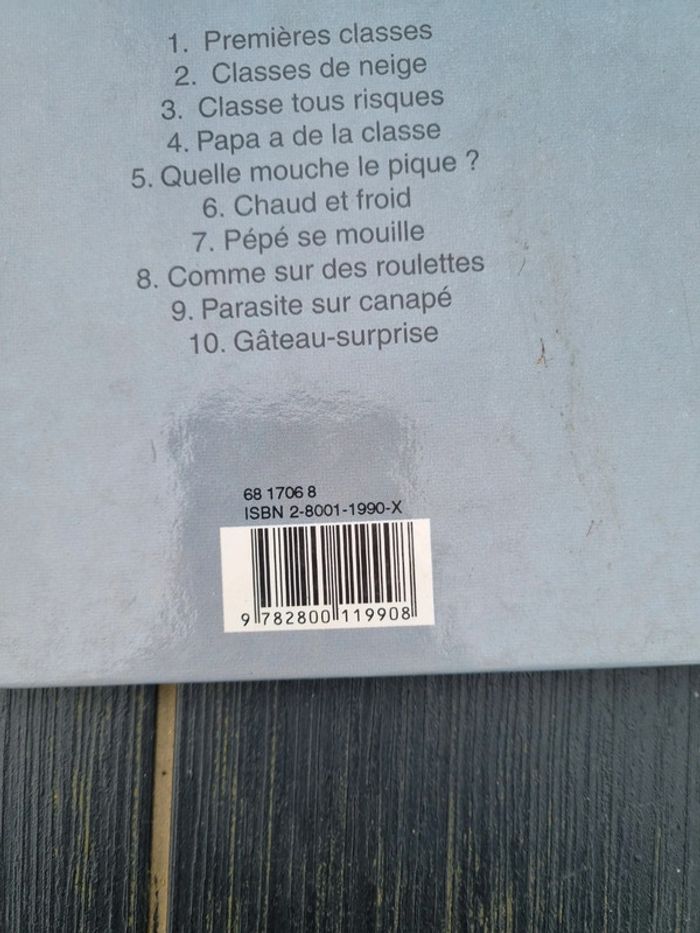 1. Premières classes
2. Classes de neige
3. Classe tous risques
4. Papa a de la classe
5. Quelle mouche le pique ?
6. Chaud et froid
7. Pépé se mouille
8. Comme sur des roulettes
9. Parasite sur canapé
10. Gâteau-surprise
68 1706 8
ISBN 2-8001-1990-X
9 782800 119908